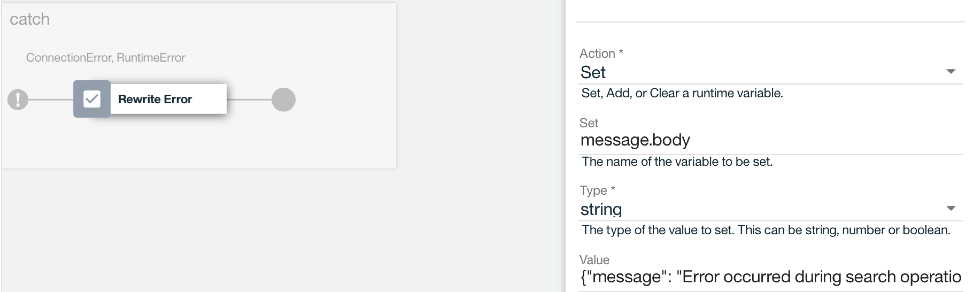 catch
ConnectionError, RuntimeError
!
Rewrite Error
Action *
Set
Set, Add, or Clear a runtime variable.
Set
message.body
The name of the variable to be set.
Type *
string
The type of the value to set. This can be string, number or boolean.
Value
{"message": "Error occurred during search operatio